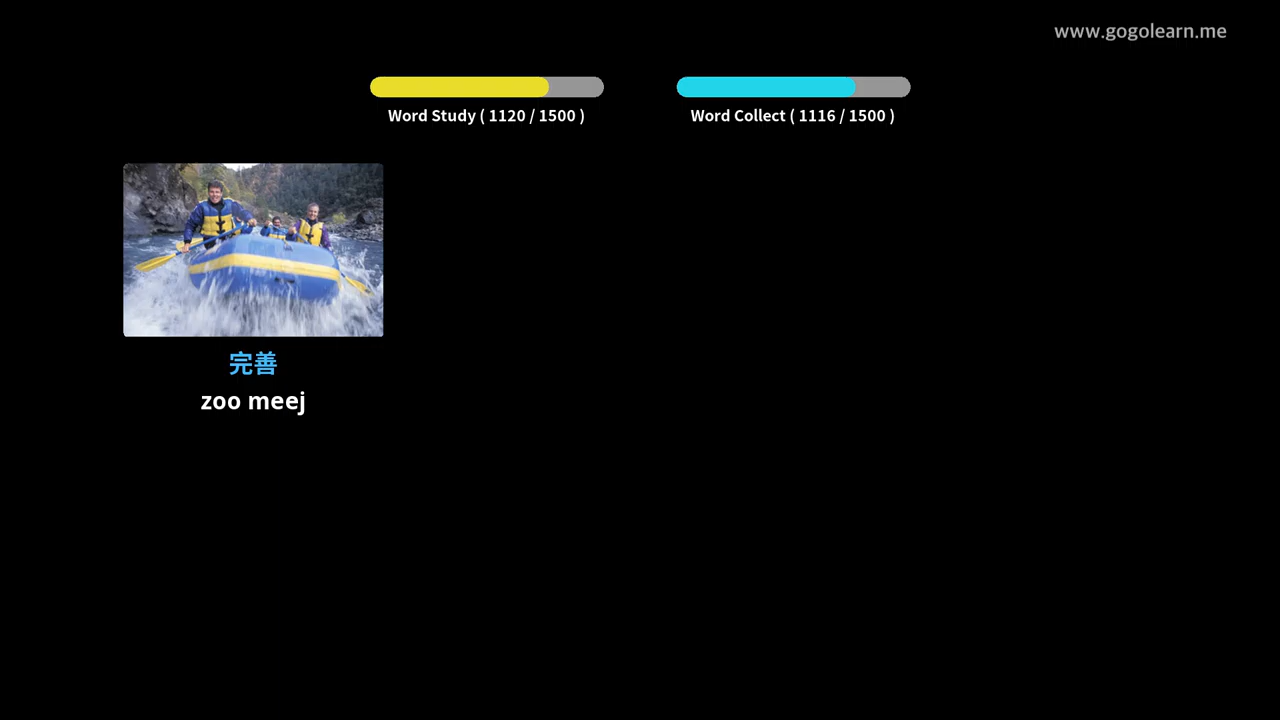 www.gogolearn.me
Word Study ( 1120 / 1500 )
Word Collect ( 1116 / 1500 )
完善
zoo meej